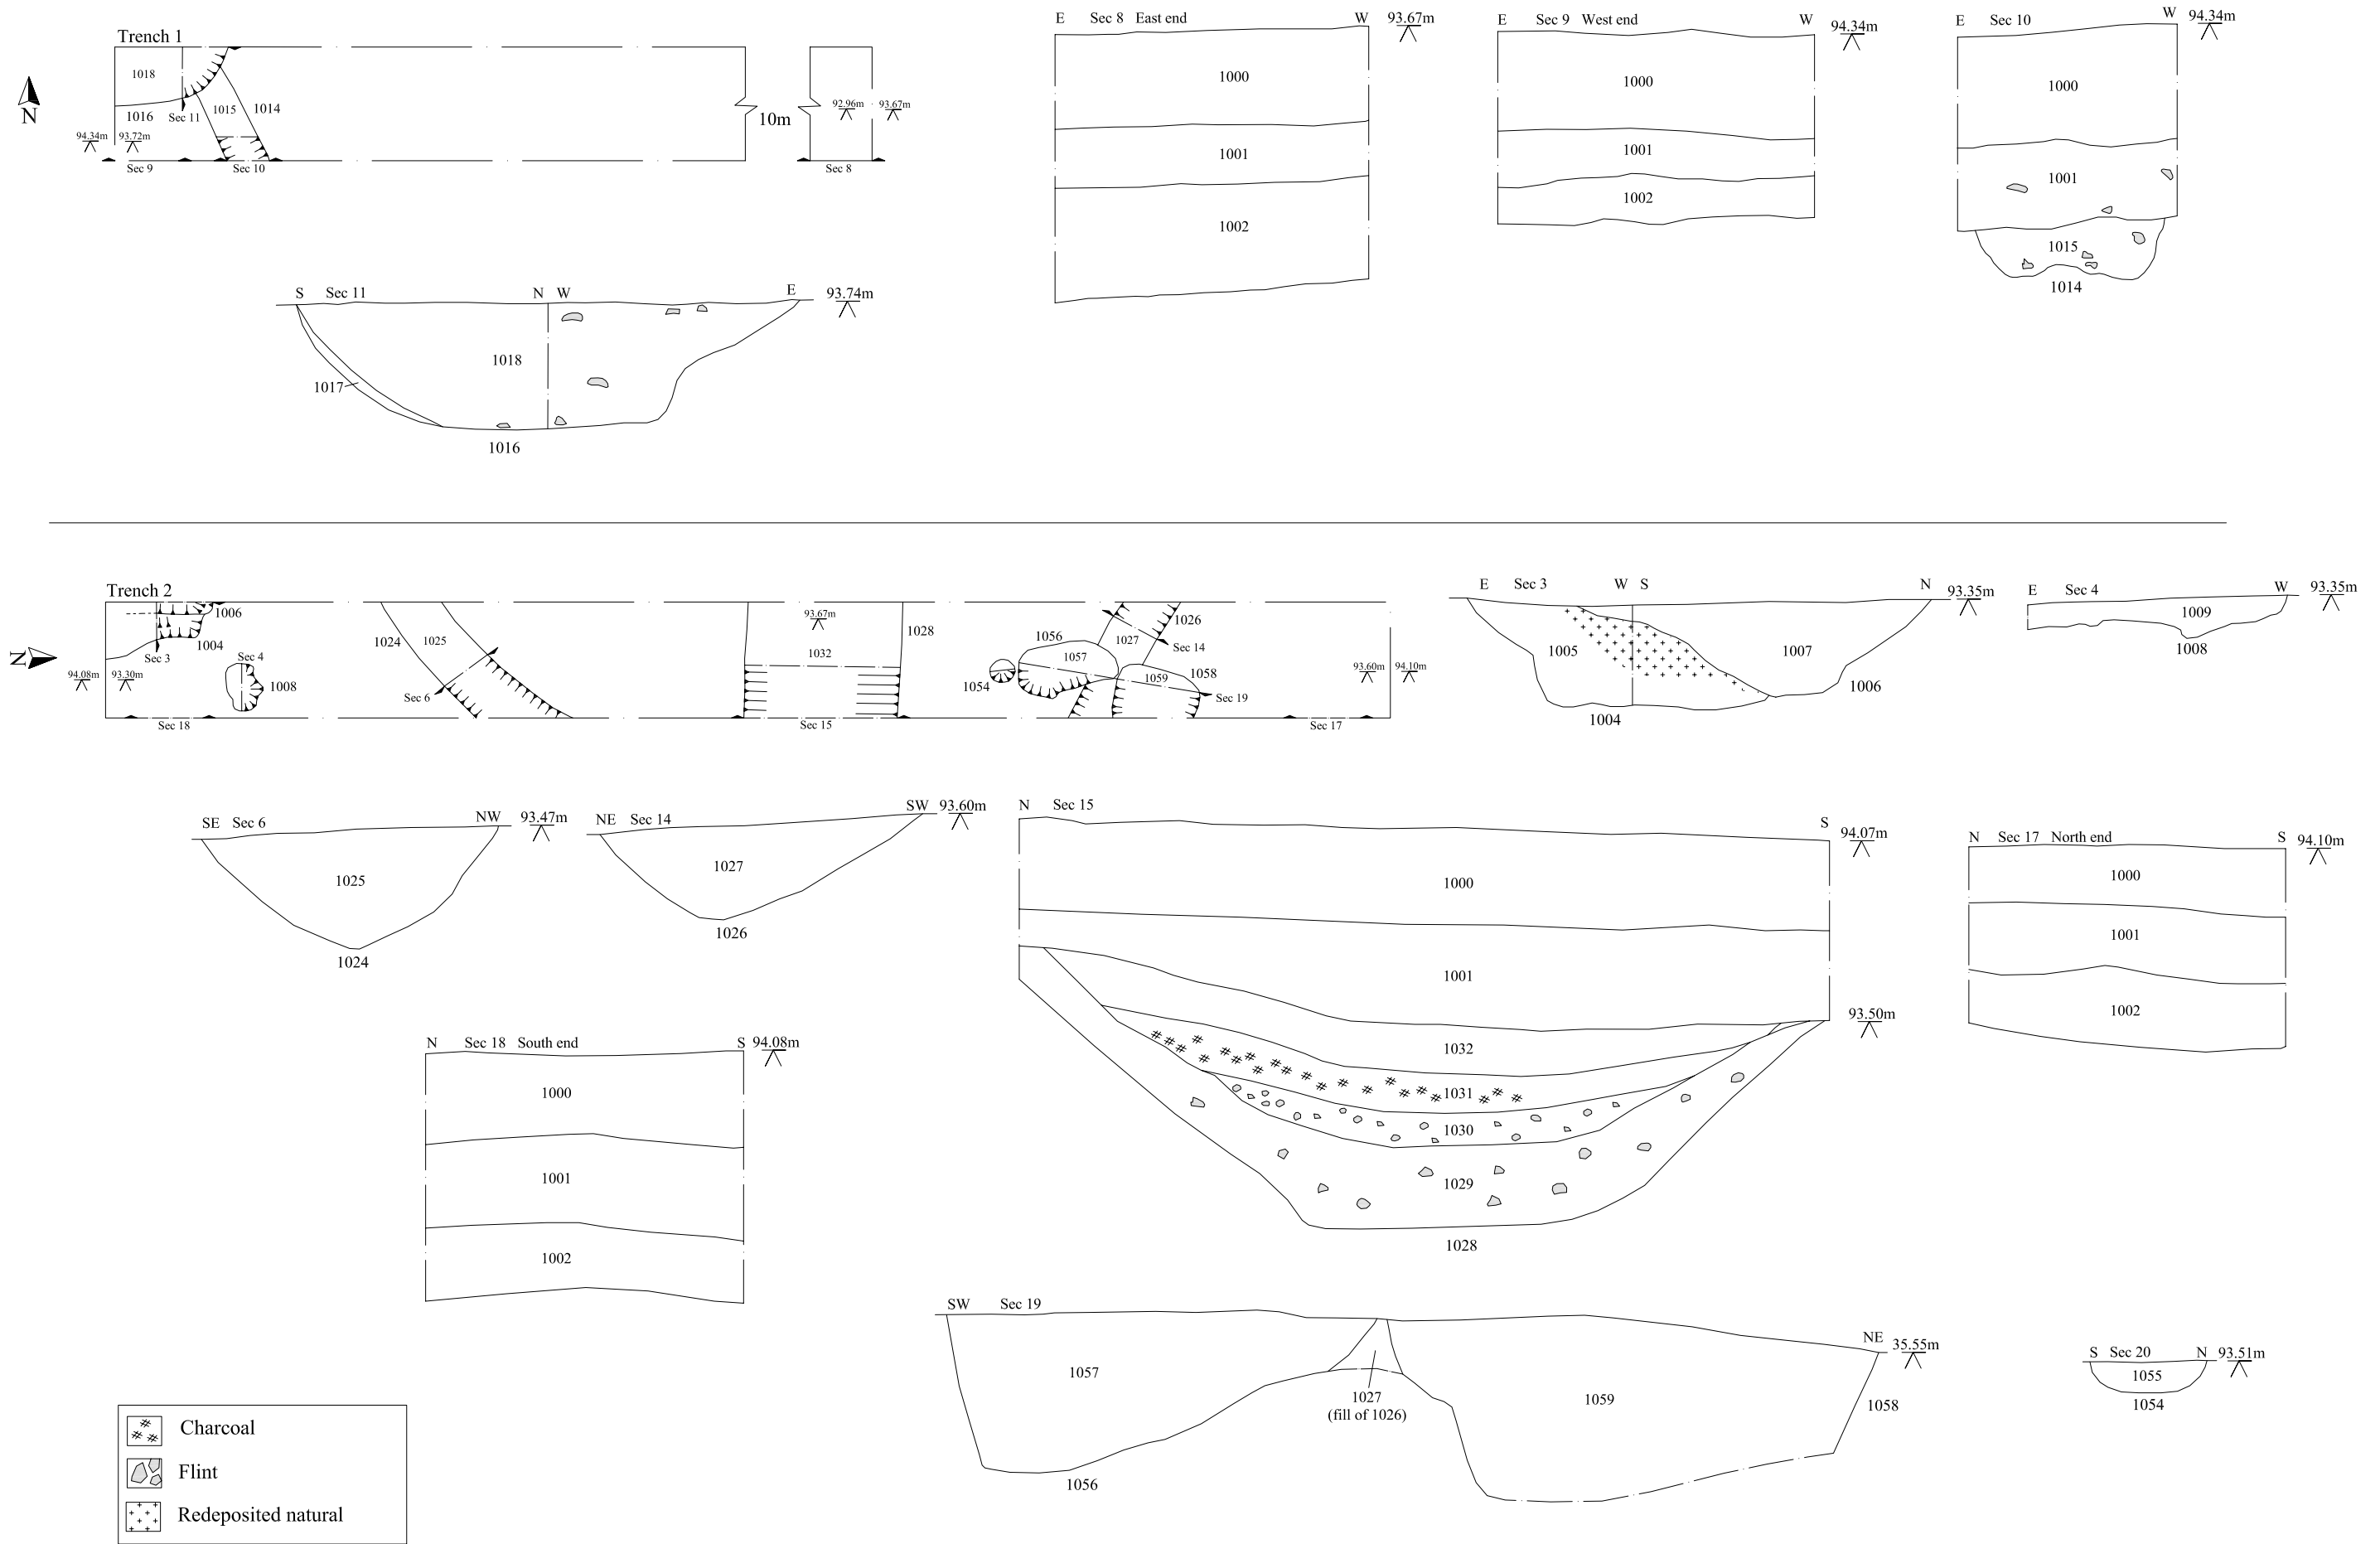 Trench 1
1018
1016
Sec 11
1015
1014
N
94.34m
93.72m
Sec 9
Sec 10
10m
92.96m
93.67m
Sec 8
E Sec 8 East end W 93.67m
1000
1001
1002
E Sec 9 West end W 94.34m
1000
1001
1002
E Sec 10 W 94.34m
1000
1001
1015
1014
S Sec 11 N W E 93.74m
1018
1017
1016
Trench 2
1006
1004
Sec 3
Sec 4
1008
N
94.08m
93.30m
Sec 18
1024
1025
Sec 6
93.67m
1032
1028
Sec 15
1056
1057
1054
1026
1027
Sec 14
1058
1059
Sec 19
93.60m
94.10m
Sec 17
E Sec 3 W S N 93.35m
1005
1007
1006
1004
E Sec 4 W 93.35m
1009
1008
SE Sec 6 NW 93.47m
1025
1024
NE Sec 14 SW 93.60m
1027
1026
N Sec 15 S 94.07m
1000
1001
93.50m
1032
1031
1030
1029
1028
N Sec 17 North end S 94.10m
1000
1001
1002
N Sec 18 South end S 94.08m
1000
1001
1002
SW Sec 19 NE 35.55m
1057
1027
(fill of 1026)
1059
1058
1056
S Sec 20 N 93.51m
1055
1054
Charcoal
Flint
Redeposited natural